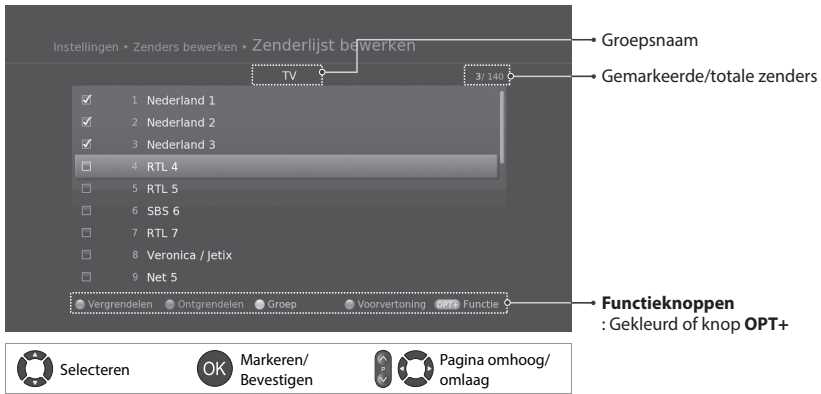 Instellingen • Zenders bewerken • Zenderlijst bewerken
Groepsnaam
TV
3/ 140
Gemarkeerde/totale zenders
1 Nederland 1
2 Nederland 2
3 Nederland 3
4 RTL 4
5 RTL 5
6 SBS 6
7 RTL 7
8 Veronica / Jetix
9 Net 5
Vergrendelen Ontgrendelen Groep Voorvertoning OPT+ Functie
Functieknoppen
: Gekleurd of knop OPT+
Selecteren
OK
Markeren/
Bevestigen
P
Pagina omhoog/
omlaag